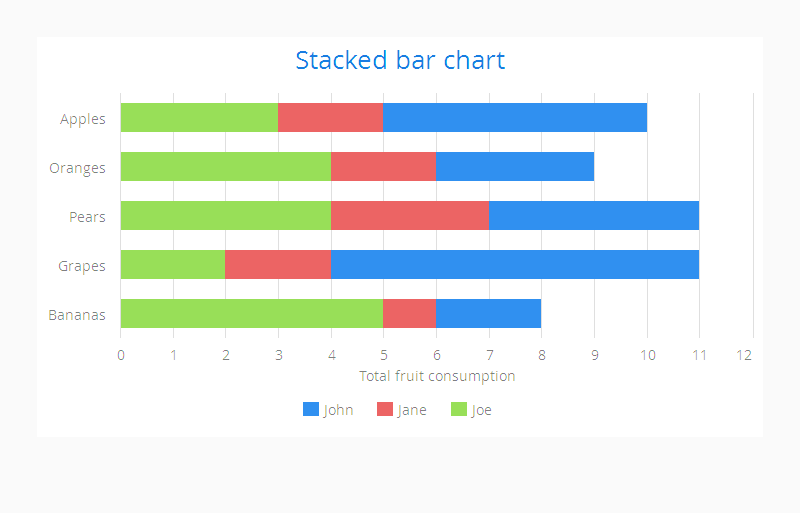 Stacked bar chart
Apples
Oranges
Pears
Grapes
Bananas
0 1 2 3 4 5 6 7 8 9 10 11 12
Total fruit consumption
John Jane Joe